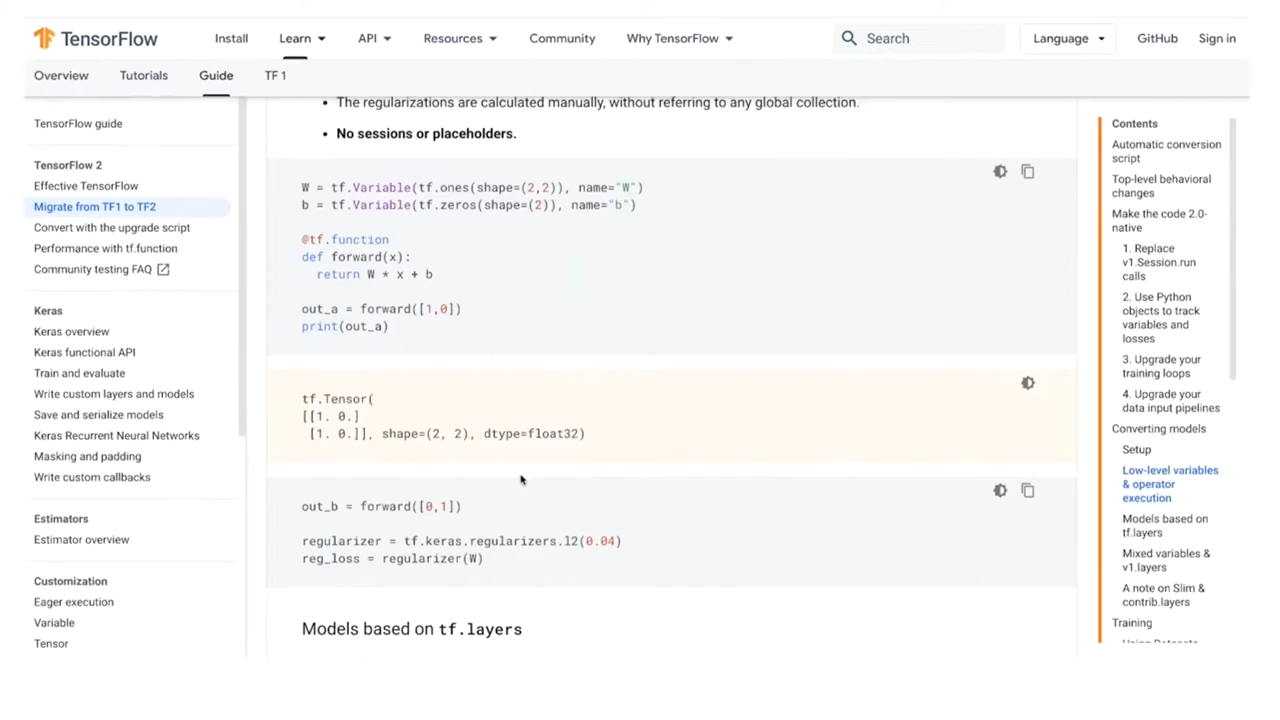 TensorFlow
Install
Learn
API
Resources
Community
Why TensorFlow
Search
Language
GitHub
Sign in
Overview
Tutorials
Guide
TF 1
TensorFlow guide
TensorFlow 2
Effective TensorFlow
Migrate from TF1 to TF2
Convert with the upgrade script
Performance with tf.function
Community testing FAQ
Keras
Keras overview
Keras functional API
Train and evaluate
Write custom layers and models
Save and serialize models
Keras Recurrent Neural Networks
Masking and padding
Write custom callbacks
Estimators
Estimator overview
Customization
Eager execution
Variable
Tensor
• The regularizations are calculated manually, without referring to any global collection.
• No sessions or placeholders.
W = tf.Variable(tf.ones(shape=(2,2)), name="W")
b = tf.Variable(tf.zeros(shape=(2)), name="b")
@tf.function
def forward(x):
  return W * x + b
out_a = forward([1,0])
print(out_a)
tf.Tensor(
[[1. 0.]
 [1. 0.]], shape=(2, 2), dtype=float32)
out_b = forward([0,1])
regularizer = tf.keras.regularizers.l2(0.04)
reg_loss = regularizer(W)
Models based on tf.layers
Contents
Automatic conversion
script
Top-level behavioral
changes
Make the code 2.0-
native
1. Replace
v1.Session.run
calls
2. Use Python
objects to track
variables and
losses
3. Upgrade your
training loops
4. Upgrade your
data input pipelines
Converting models
Setup
Low-level variables
& operator
execution
Models based on
tf.layers
Mixed variables &
v1.layers
A note on Slim &
contrib.layers
Training